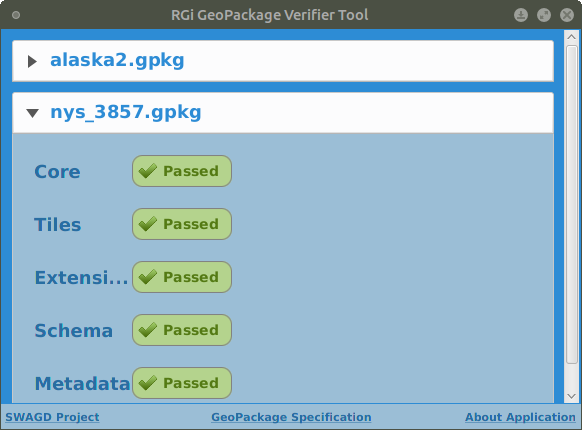 RGi GeoPackage Verifier Tool
alaska2.gpkg
nys_3857.gpkg
Core Passed
Tiles Passed
Extensi... Passed
Schema Passed
Metadata Passed
SWAGD Project GeoPackage Specification About Application